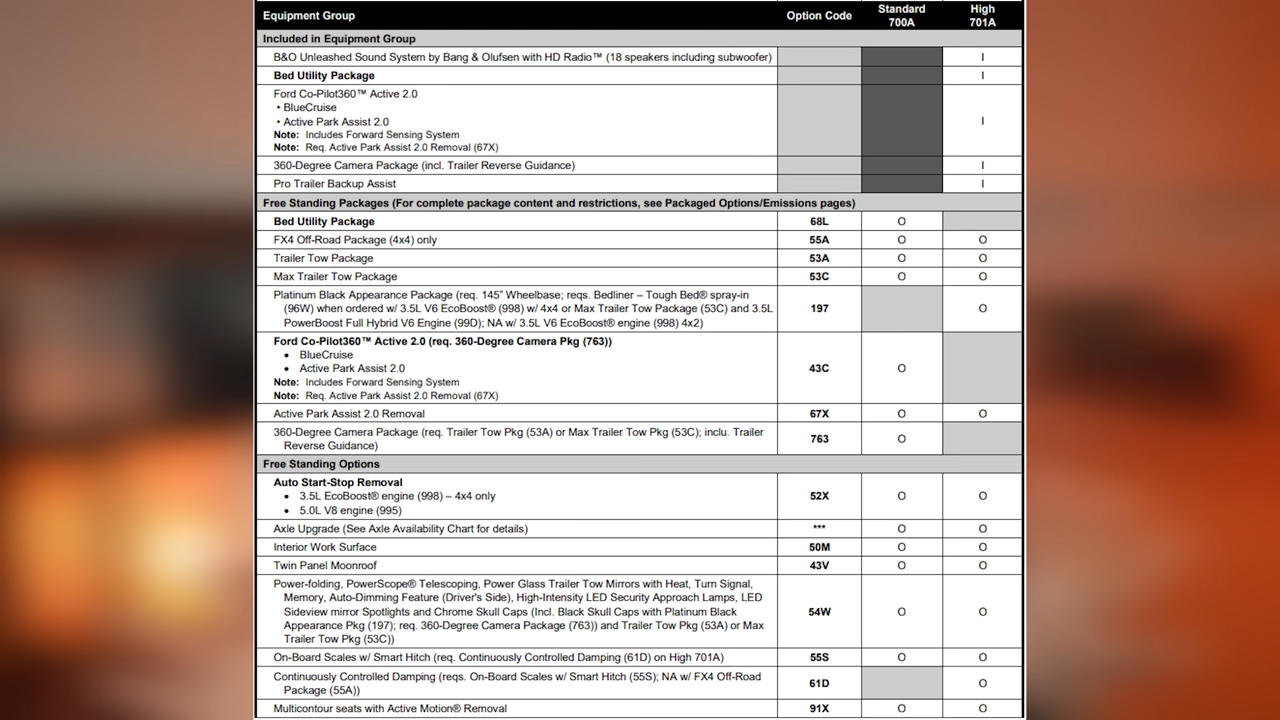 Equipment Group Option Code Standard 700A High 701A
Included in Equipment Group
B&O Unleashed Sound System by Bang & Olufsen with HD Radio™ (18 speakers including subwoofer) I
Bed Utility Package I
Ford Co-Pilot360™ Active 2.0
• BlueCruise
• Active Park Assist 2.0 I
Note: Includes Forward Sensing System
Note: Req. Active Park Assist 2.0 Removal (67X)
360-Degree Camera Package (incl. Trailer Reverse Guidance) I
Pro Trailer Backup Assist I
Free Standing Packages (For complete package content and restrictions, see Packaged Options/Emissions pages)
Bed Utility Package 68L O
FX4 Off-Road Package (4x4) only 55A O O
Trailer Tow Package 53A O O
Max Trailer Tow Package 53C O O
Platinum Black Appearance Package (req. 145" Wheelbase; reqs. Bedliner – Tough Bed® spray-in
(96W) when ordered w/ 3.5L V6 EcoBoost® (998) w/ 4x4 or Max Trailer Tow Package (53C) and 3.5L 197 O
PowerBoost Full Hybrid V6 Engine (99D); NA w/ 3.5L V6 EcoBoost® engine (998) 4x2)
Ford Co-Pilot360™ Active 2.0 (req. 360-Degree Camera Pkg (763))
• BlueCruise
• Active Park Assist 2.0 43C O
Note: Includes Forward Sensing System
Note: Req. Active Park Assist 2.0 Removal (67X)
Active Park Assist 2.0 Removal 67X O O
360-Degree Camera Package (req. Trailer Tow Pkg (53A) or Max Trailer Tow Pkg (53C); inclu. Trailer 763 O
Reverse Guidance)
Free Standing Options
Auto Start-Stop Removal
• 3.5L EcoBoost® engine (998) – 4x4 only 52X O O
• 5.0L V8 engine (995)
Axle Upgrade (See Axle Availability Chart for details) *** O O
Interior Work Surface 50M O O
Twin Panel Moonroof 43V O O
Power-folding, PowerScope® Telescoping, Power Glass Trailer Tow Mirrors with Heat, Turn Signal,
Memory, Auto-Dimming Feature (Driver's Side), High-Intensity LED Security Approach Lamps, LED
Sideview mirror Spotlights and Chrome Skull Caps (Incl. Black Skull Caps with Platinum Black 54W O O
Appearance Pkg (197); req. 360-Degree Camera Package (763)) and Trailer Tow Pkg (53A) or Max
Trailer Tow Pkg (53C))
On-Board Scales w/ Smart Hitch (req. Continuously Controlled Damping (61D) on High 701A) 55S O O
Continuously Controlled Damping (reqs. On-Board Scales w/ Smart Hitch (55S); NA w/ FX4 Off-Road 61D O
Package (55A))
Multicontour seats with Active Motion® Removal 91X O O